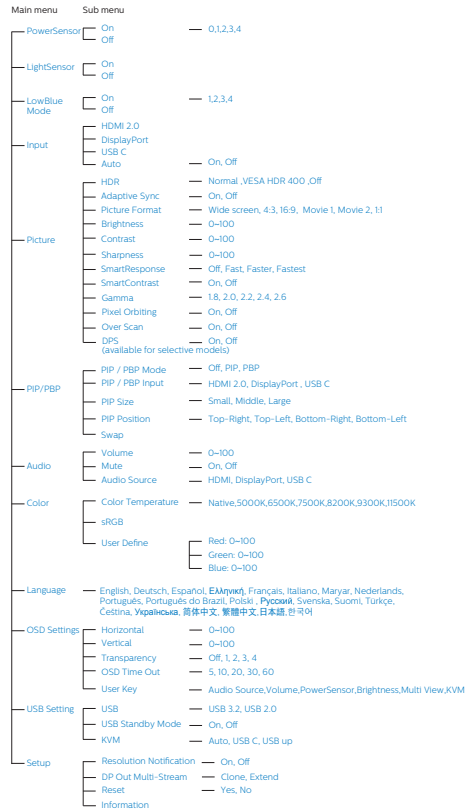 Main menu Sub menu
PowerSensor On 0,1,2,3,4
Off
LightSensor On
Off
LowBlue Mode On 1,2,3,4
Off
Input HDMI 2.0
DisplayPort
USB C
Auto On, Off
Picture HDR Normal ,VESA HDR 400 ,Off
Adaptive Sync On, Off
Picture Format Wide screen, 4:3, 16:9, Movie 1, Movie 2, 1:1
Brightness 0~100
Contrast 0~100
Sharpness 0~100
SmartResponse Off, Fast, Faster, Fastest
SmartContrast On, Off
Gamma 1.8, 2.0, 2.2, 2.4, 2.6
Pixel Orbiting On, Off
Over Scan On, Off
DPS On, Off
(available for selective models)
PIP/PBP PIP / PBP Mode Off, PIP, PBP
PIP / PBP Input HDMI 2.0, DisplayPort , USB C
PIP Size Small, Middle, Large
PIP Position Top-Right, Top-Left, Bottom-Right, Bottom-Left
Swap
Audio Volume 0~100
Mute On, Off
Audio Source HDMI, DisplayPort, USB C
Color Color Temperature Native,5000K,6500K,7500K,8200K,9300K,11500K
sRGB
User Define Red: 0~100
Green: 0~100
Blue: 0~100
Language English, Deutsch, Español, Ελληνική, Français, Italiano, Maryar, Nederlands,
Português, Português do Brazil, Polski , Русский, Svenska, Suomi, Türkçe,
Čeština, Українська, 简体中文, 繁體中文,日本語,한국어
OSD Settings Horizontal 0~100
Vertical 0~100
Transparency Off, 1, 2, 3, 4
OSD Time Out 5, 10, 20, 30, 60
User Key Audio Source,Volume,PowerSensor,Brightness,Multi View,KVM
USB Setting USB USB 3.2, USB 2.0
USB Standby Mode On, Off
KVM Auto, USB C, USB up
Setup Resolution Notification On, Off
DP Out Multi-Stream Clone, Extend
Reset Yes, No
Information